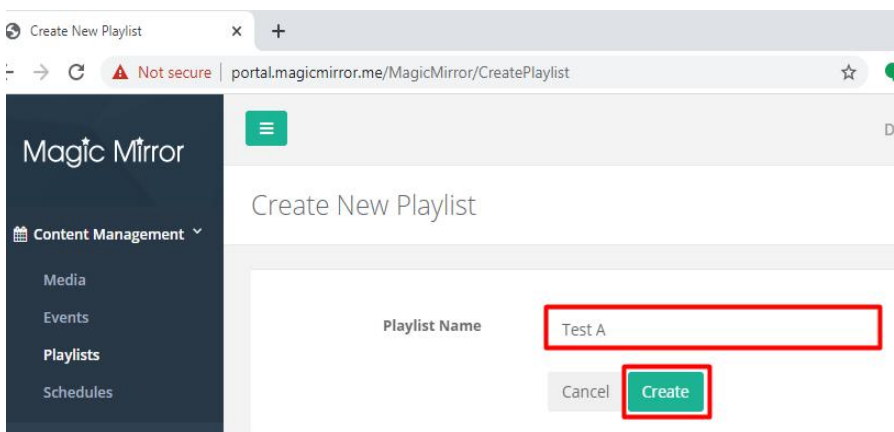 Create New Playlist
Not secure | portal.magicmirror.me/MagicMirror/CreatePlaylist
D
Magic Mirror
Create New Playlist
Content Management
Media
Events
Playlists
Schedules
Playlist Name
Test A
Cancel
Create